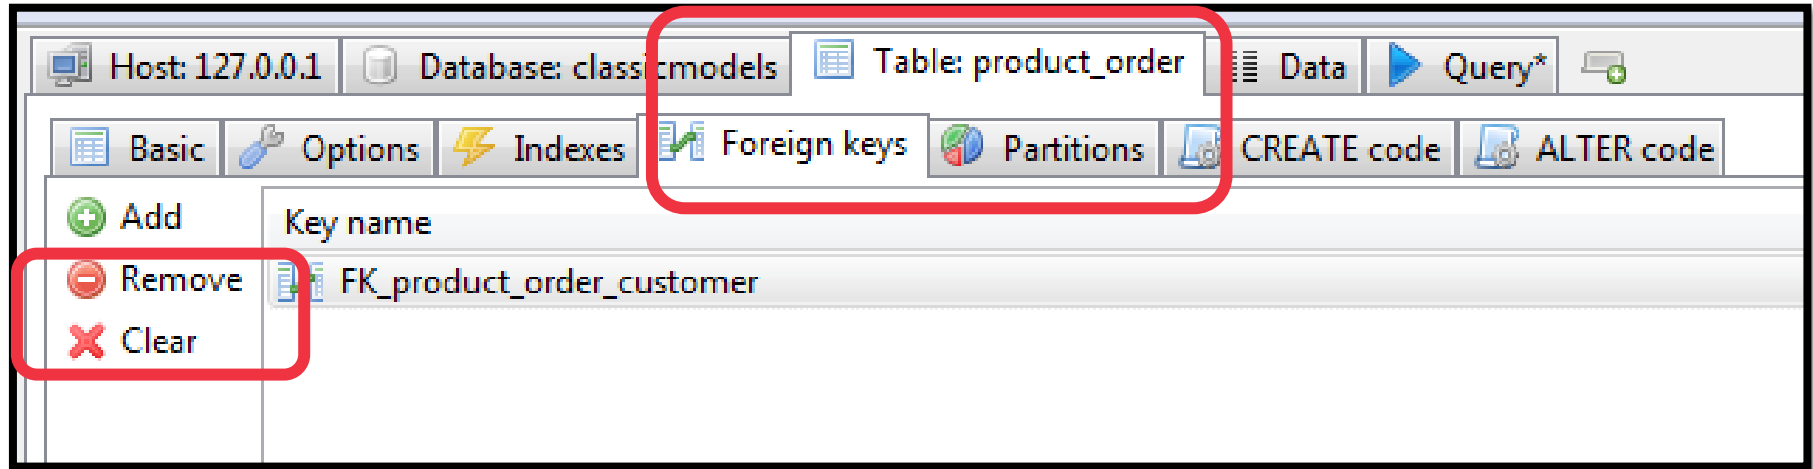 Host: 127.0.0.1 Database: classicmodels Table: product_order Data Query*
Basic Options Indexes Foreign keys Partitions CREATE code ALTER code
Add Key name
Remove FK_product_order_customer
Clear